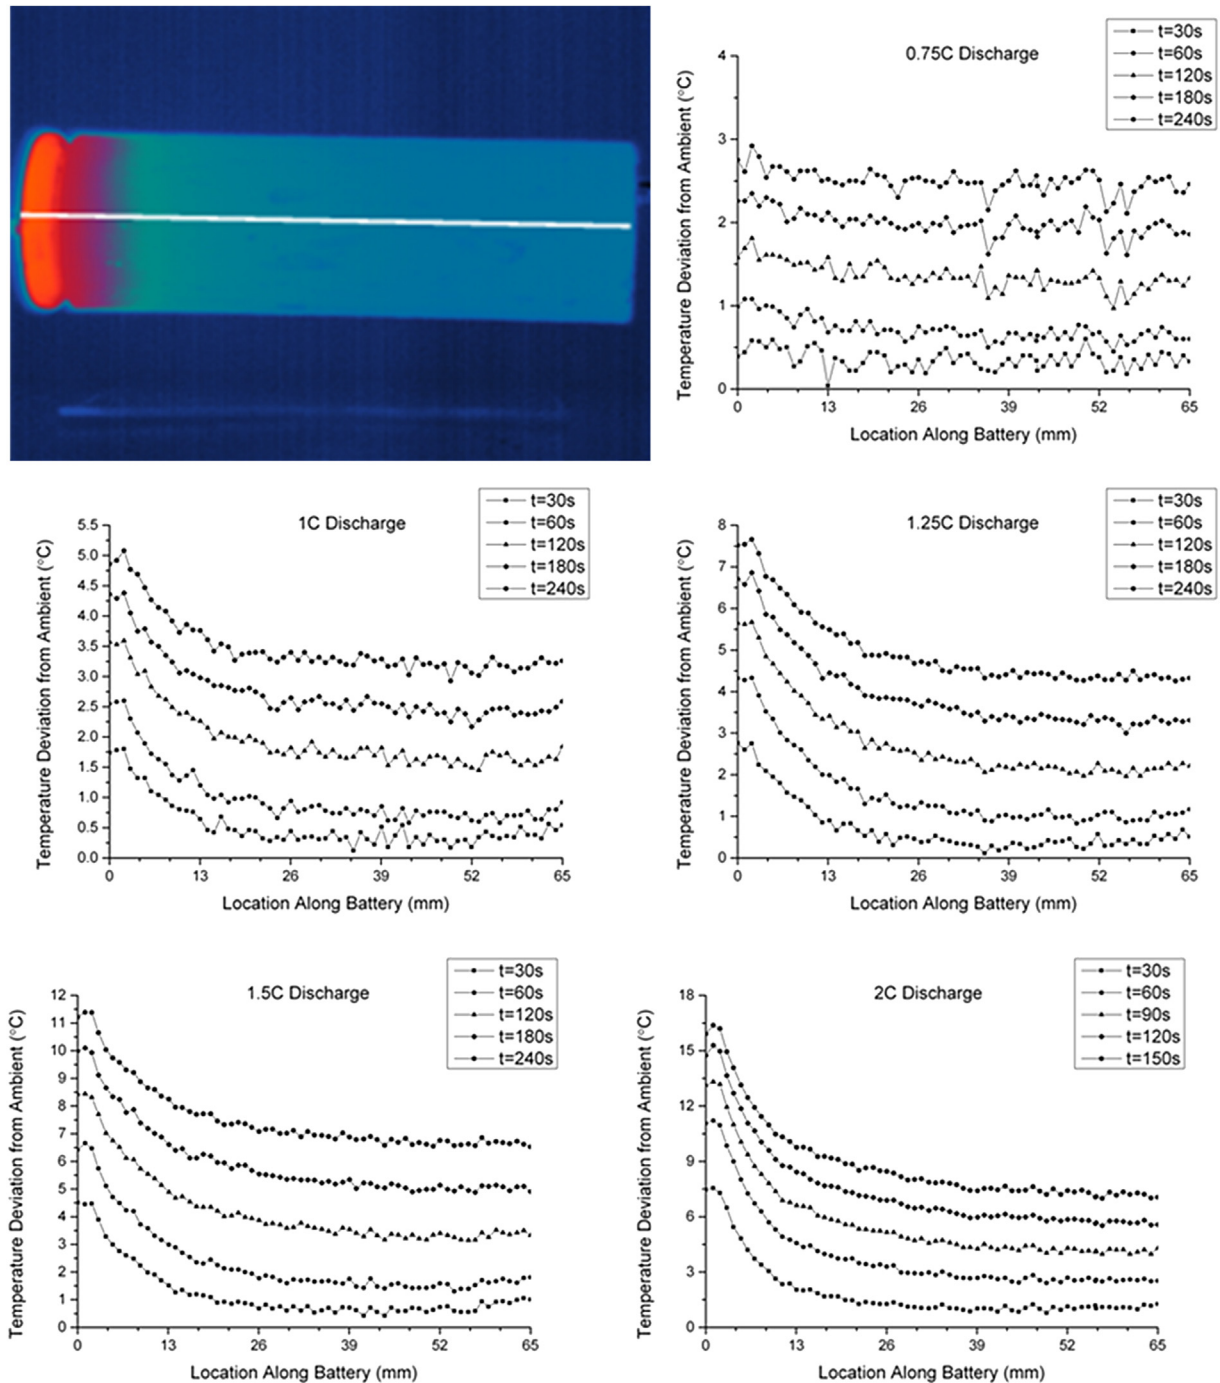 0.75C Discharge
t=30s
t=60s
t=120s
t=180s
t=240s
Temperature Deviation from Ambient (°C)
4
3
2
1
0
0 13 26 39 52 65
Location Along Battery (mm)
1C Discharge
t=30s
t=60s
t=120s
t=180s
t=240s
Temperature Deviation from Ambient (°C)
5.5
5.0
4.5
4.0
3.5
3.0
2.5
2.0
1.5
1.0
0.5
0.0
0 13 26 39 52 65
Location Along Battery (mm)
1.25C Discharge
t=30s
t=60s
t=120s
t=180s
t=240s
Temperature Deviation from Ambient (°C)
8
7
6
5
4
3
2
1
0
0 13 26 39 52 65
Location Along Battery (mm)
1.5C Discharge
t=30s
t=60s
t=120s
t=180s
t=240s
Temperature Deviation from Ambient (°C)
12
11
10
9
8
7
6
5
4
3
2
1
0
0 13 26 39 52 65
Location Along Battery (mm)
2C Discharge
t=30s
t=60s
t=90s
t=120s
t=150s
Temperature Deviation from Ambient (°C)
18
15
12
9
6
3
0
0 13 26 39 52 65
Location Along Battery (mm)